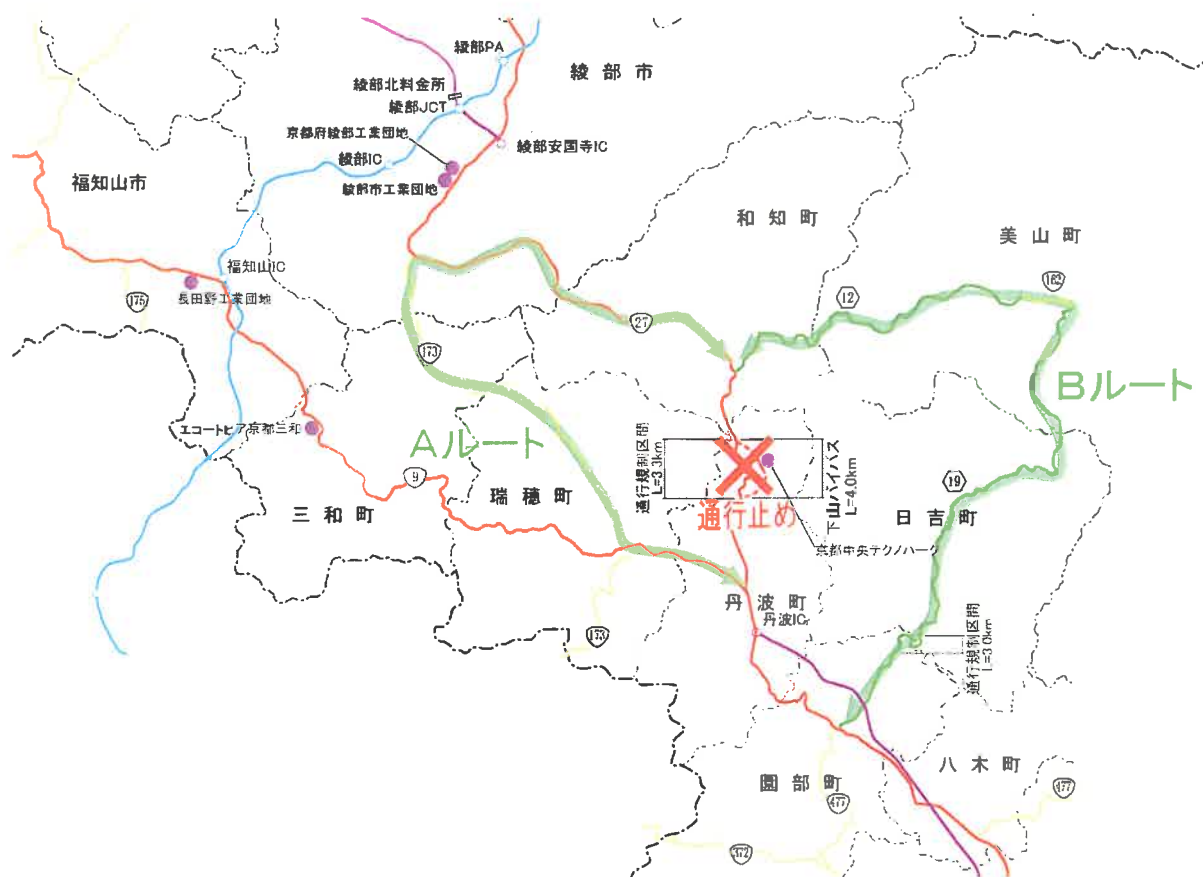 綾部PA
綾部市
綾部北料金所
綾部JCT
京都府綾部工業団地
綾部安国寺IC
綾部IC
綾部市工業団地
福知山市
和知町
美山町
福知山IC
長田野工業団地
175
162
12
27
173
Bルート
エコートピア京都三和
Aルート
通行規制区間
L=3.3km
下山バイパス
L=4.0km
9
19
瑞穂町
三和町
通行止め
日吉町
京都中央テクノパーク
丹波町
丹波IC
173
通行規制区間
L=3.0km
八木町
園部町
477
477
372